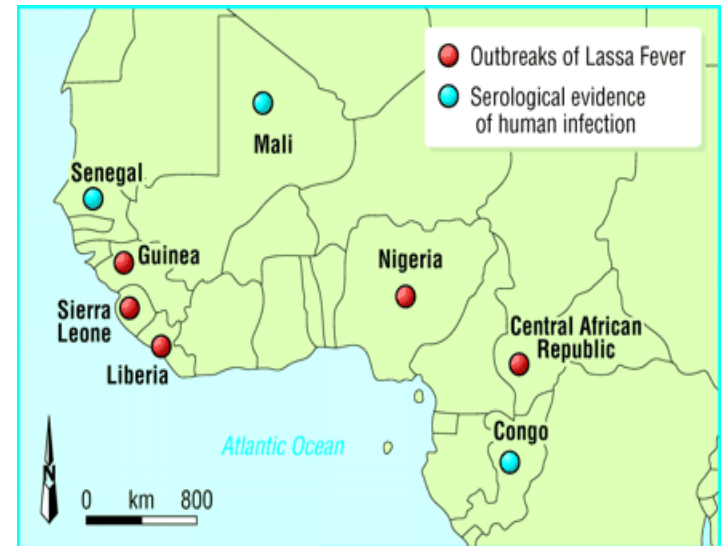 Outbreaks of Lassa Fever
Serological evidence
of human infection
Mali
Senegal
Guinea
Nigeria
Sierra
Leone
Central African
Republic
Liberia
Congo
Atlantic Ocean
N
0 km 800